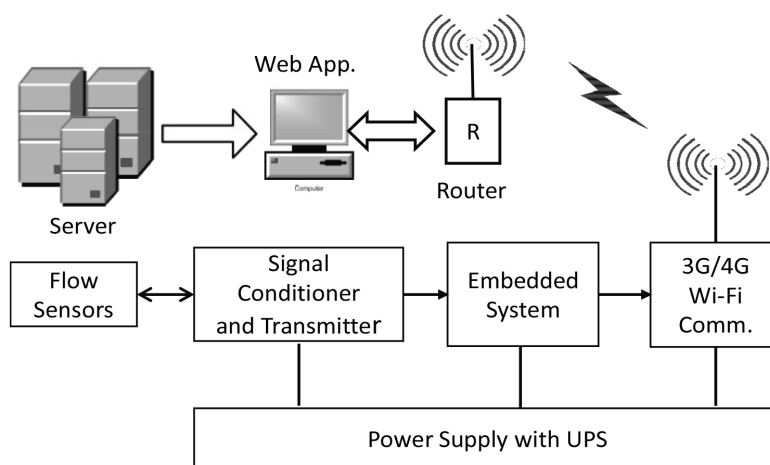 Web App.
R
Computer
Router
Server
Flow
Sensors
Signal
Conditioner
and Transmitter
Embedded
System
3G/4G
Wi-Fi
Comm.
Power Supply with UPS